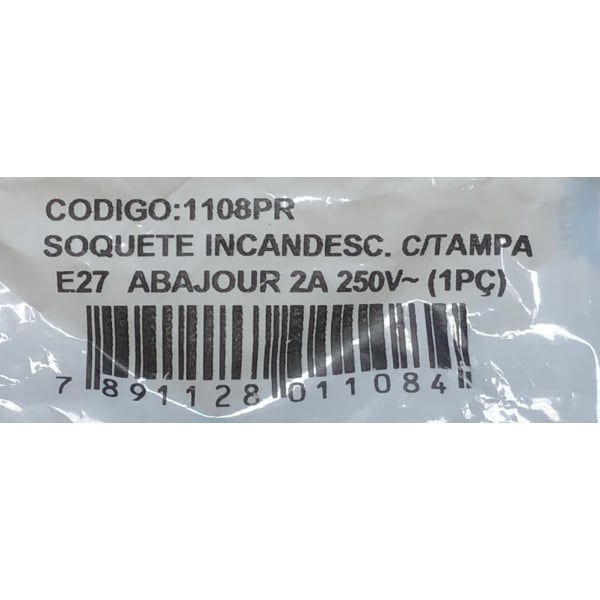 CODIGO:1108PR
SOQUETE INCANDESC. C/TAMPA
E27 ABAJOUR 2A 250V~ (1PÇ)
7 891128 011084